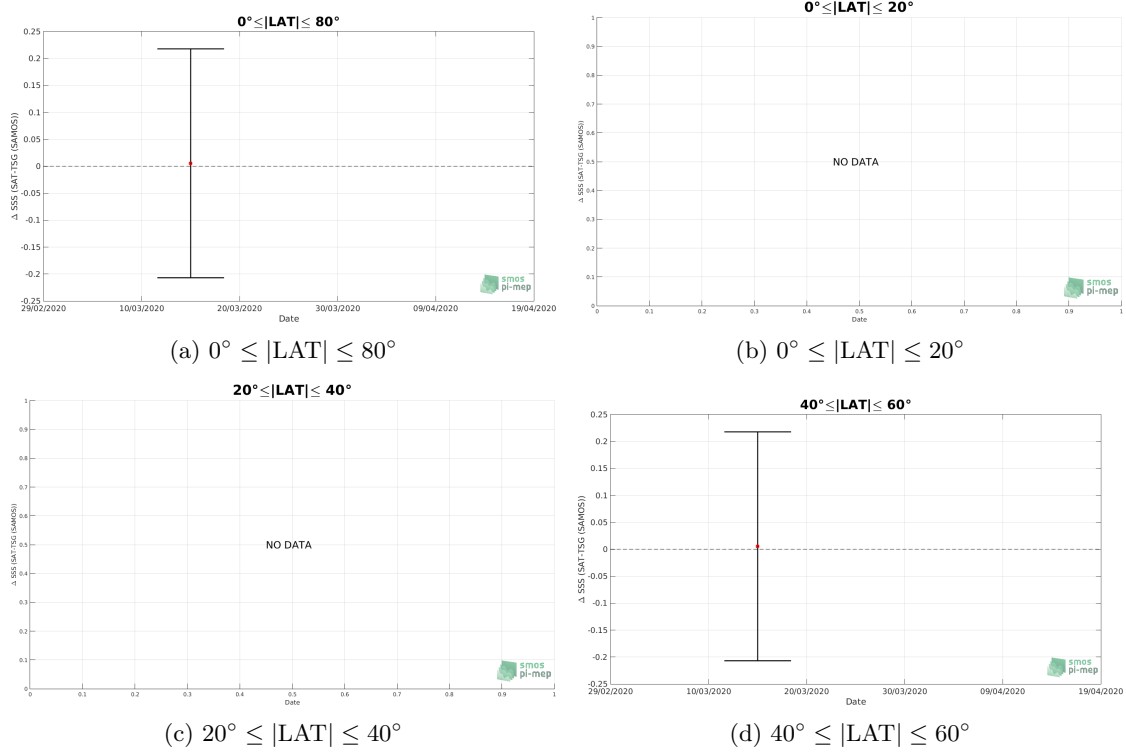 0°≤|LAT|≤ 80°
0.25
0.2
0.15
0.1
0.05
0
-0.05
-0.1
-0.15
-0.2
-0.25
Δ SSS (SAT-TSG (SAMOS))
29/02/2020 10/03/2020 20/03/2020 30/03/2020 09/04/2020 19/04/2020
Date
smos
pi-mep
(a) 0° ≤ |LAT| ≤ 80°
0°≤|LAT|≤ 20°
1
0.9
0.8
0.7
0.6
0.5
0.4
0.3
0.2
0.1
0
Δ SSS (SAT-TSG (SAMOS))
NO DATA
0 0.1 0.2 0.3 0.4 0.5 0.6 0.7 0.8 0.9 1
Date
smos
pi-mep
(b) 0° ≤ |LAT| ≤ 20°
20°≤|LAT|≤ 40°
1
0.9
0.8
0.7
0.6
0.5
0.4
0.3
0.2
0.1
0
Δ SSS (SAT-TSG (SAMOS))
NO DATA
0 0.1 0.2 0.3 0.4 0.5 0.6 0.7 0.8 0.9 1
Date
smos
pi-mep
(c) 20° ≤ |LAT| ≤ 40°
40°≤|LAT|≤ 60°
0.25
0.2
0.15
0.1
0.05
0
-0.05
-0.1
-0.15
-0.2
-0.25
Δ SSS (SAT-TSG (SAMOS))
29/02/2020 10/03/2020 20/03/2020 30/03/2020 09/04/2020 19/04/2020
Date
smos
pi-mep
(d) 40° ≤ |LAT| ≤ 60°